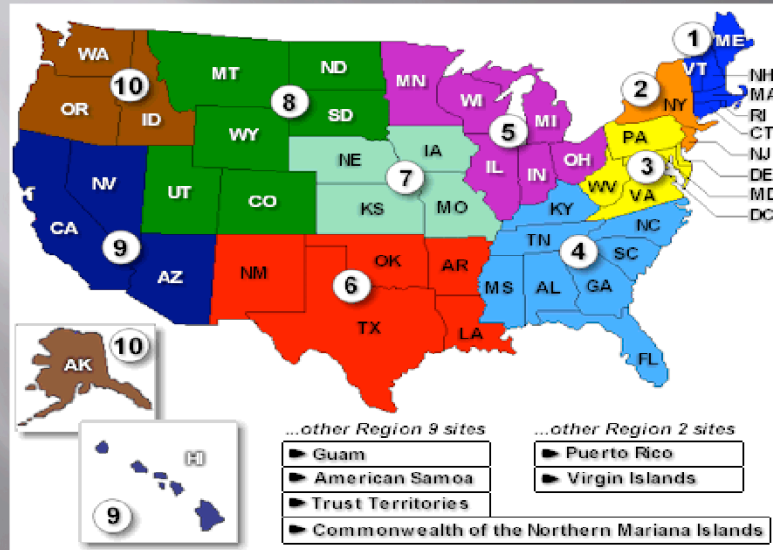 WA
MT
ND
MN
1
ME
VT
NH
MA
RI
CT
NJ
DE
MD
DC
OR
10
ID
8
SD
WI
MI
2
NY
WY
5
PA
NE
IA
IL
IN
OH
3
WV
VA
NV
UT
CO
7
KS
MO
KY
NC
CA
9
AZ
NM
OK
AR
TN
4
SC
6
MS
AL
GA
TX
LA
FL
AK
10
HI
9
...other Region 9 sites
Guam
American Samoa
Trust Territories
Commonwealth of the Northern Mariana Islands
...other Region 2 sites
Puerto Rico
Virgin Islands